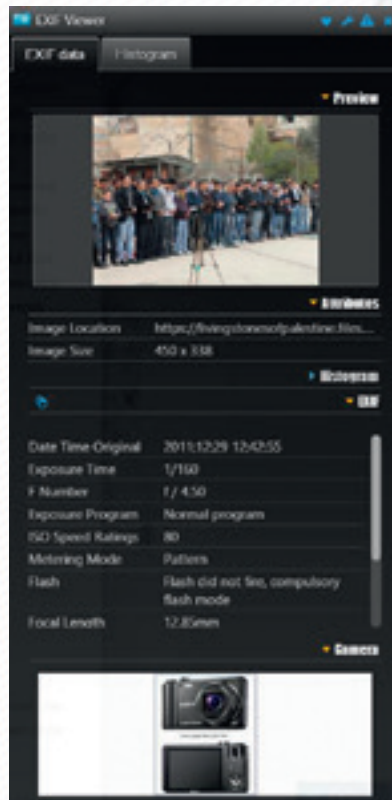 EXIF Viewer
EXIF data Histogram
Preview
Attributes
Image Location https://livingstonesofpalestine.files....
Image Size 450 x 338
Histogram
EXIF
Date Time Original 2011:12:29 12:42:55
Exposure Time 1/160
F Number f / 4.50
Exposure Program Normal program
ISO Speed Ratings 80
Metering Mode Pattern
Flash Flash did not fire, compulsory
flash mode
Focal Length 12.85mm
Camera